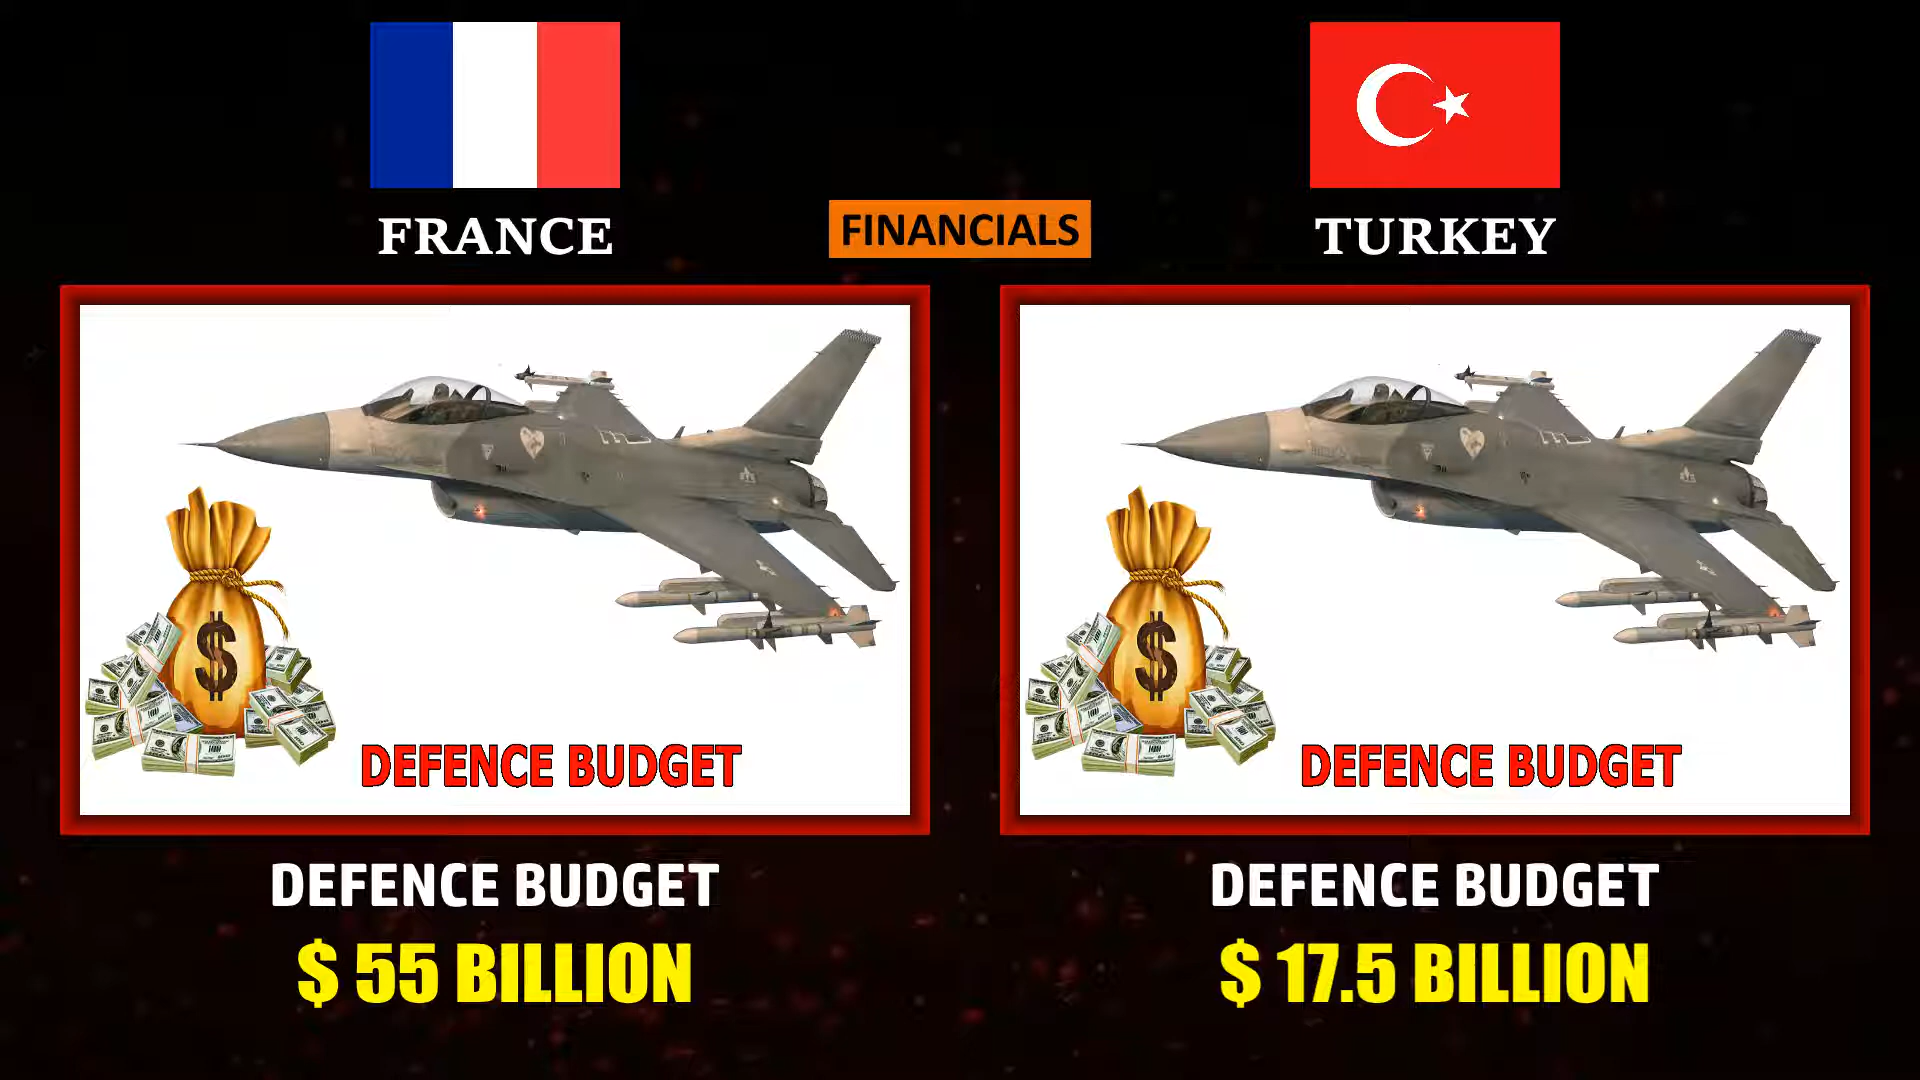 FRANCE
FINANCIALS
TURKEY
$
DEFENCE BUDGET
$
DEFENCE BUDGET
DEFENCE BUDGET
$ 55 BILLION
DEFENCE BUDGET
$ 17.5 BILLION